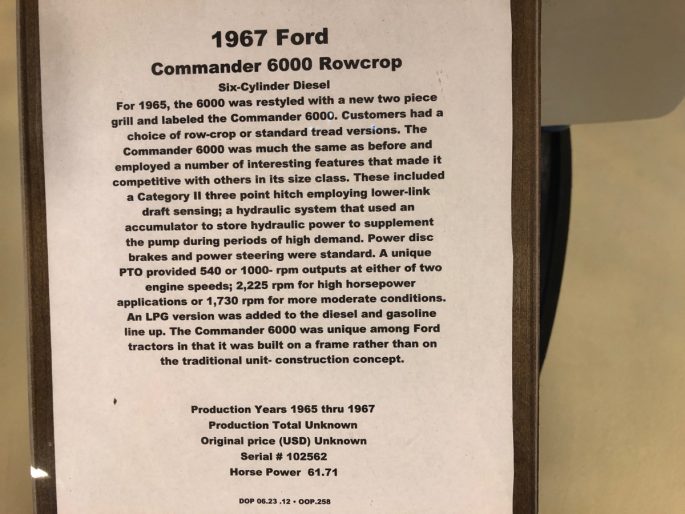 1967 Ford
Commander 6000 Rowcrop
Six-Cylinder Diesel
For 1965, the 6000 was restyled with a new two piece
grill and labeled the Commander 6000. Customers had a
choice of row-crop or standard tread versions. The
Commander 6000 was much the same as before and
employed a number of interesting features that made it
competitive with others in its size class. These included
a Category II three point hitch employing lower-link
draft sensing; a hydraulic system that used an
accumulator to store hydraulic power to supplement
the pump during periods of high demand. Power disc
brakes and power steering were standard. A unique
PTO provided 540 or 1000- rpm outputs at either of two
engine speeds; 2,225 rpm for high horsepower
applications or 1,730 rpm for more moderate conditions.
An LPG version was added to the diesel and gasoline
line up. The Commander 6000 was unique among Ford
tractors in that it was built on a frame rather than on
the traditional unit- construction concept.
Production Years 1965 thru 1967
Production Total Unknown
Original price (USD) Unknown
Serial # 102562
Horse Power 61.71
DOP 06.23 .12 • OOP.258